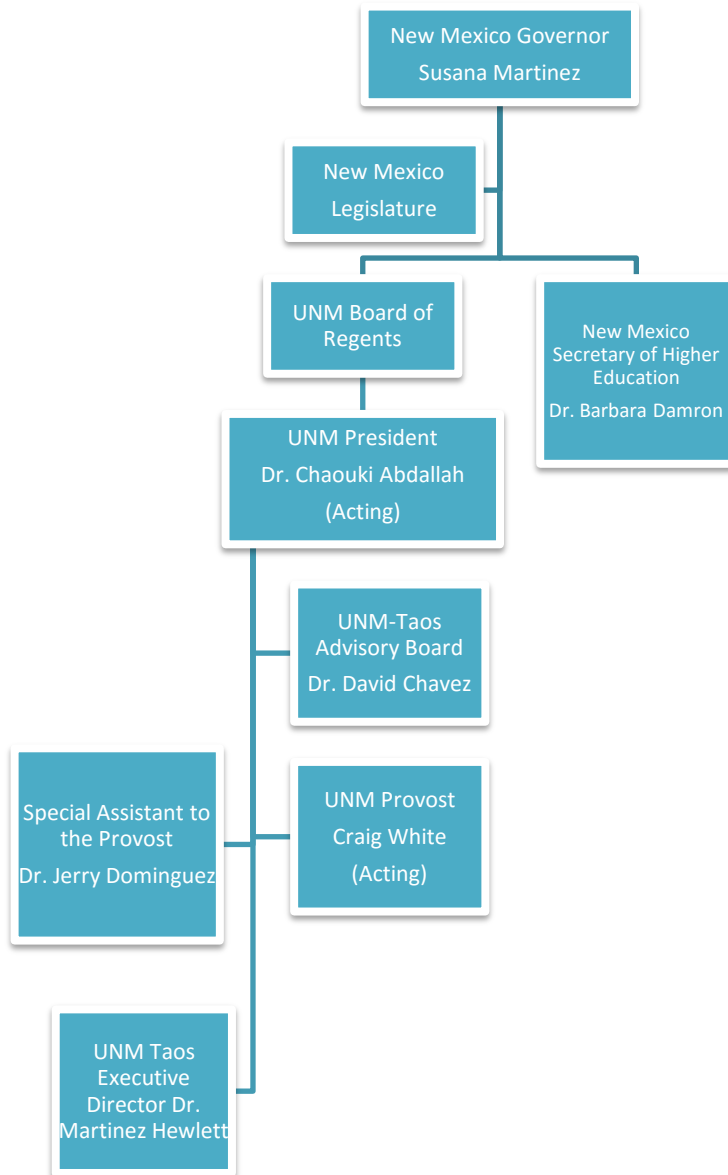 New Mexico Governor
Susana Martinez
New Mexico
Legislature
UNM Board of
Regents
New Mexico
Secretary of Higher
Education
Dr. Barbara Damron
UNM President
Dr. Chaouki Abdallah
(Acting)
UNM-Taos
Advisory Board
Dr. David Chavez
Special Assistant to
the Provost
Dr. Jerry Dominguez
UNM Provost
Craig White
(Acting)
UNM Taos
Executive
Director Dr.
Martinez Hewlett